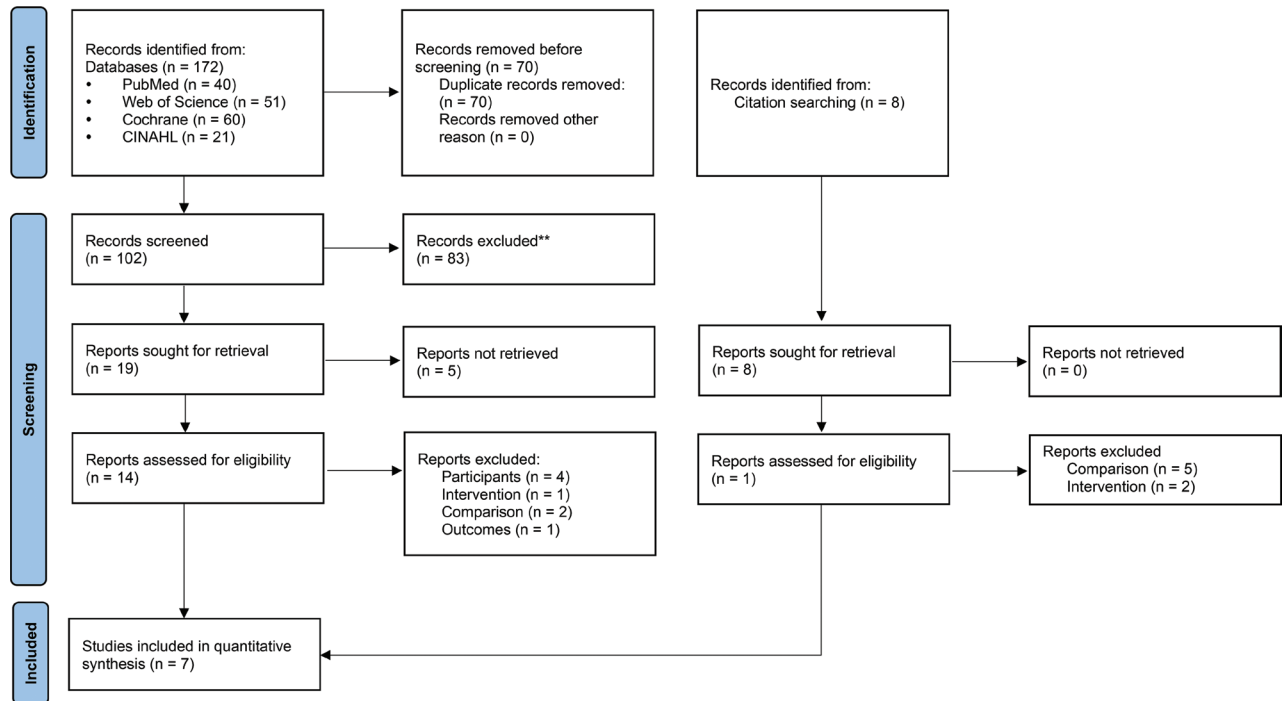 Identification
Records identified from:
Databases (n = 172)
• PubMed (n = 40)
• Web of Science (n = 51)
• Cochrane (n = 60)
• CINAHL (n = 21)
Records removed before
screening (n = 70)
Duplicate records removed:
(n = 70)
Records removed other
reason (n = 0)
Records identified from:
Citation searching (n = 8)
Screening
Records screened
(n = 102)
Records excluded**
(n = 83)
Reports sought for retrieval
(n = 19)
Reports not retrieved
(n = 5)
Reports sought for retrieval
(n = 8)
Reports not retrieved
(n = 0)
Reports assessed for eligibility
(n = 14)
Reports excluded:
Participants (n = 4)
Intervention (n = 1)
Comparison (n = 2)
Outcomes (n = 1)
Reports assessed for eligibility
(n = 1)
Reports excluded
Comparison (n = 5)
Intervention (n = 2)
Included
Studies included in quantitative
synthesis (n = 7)